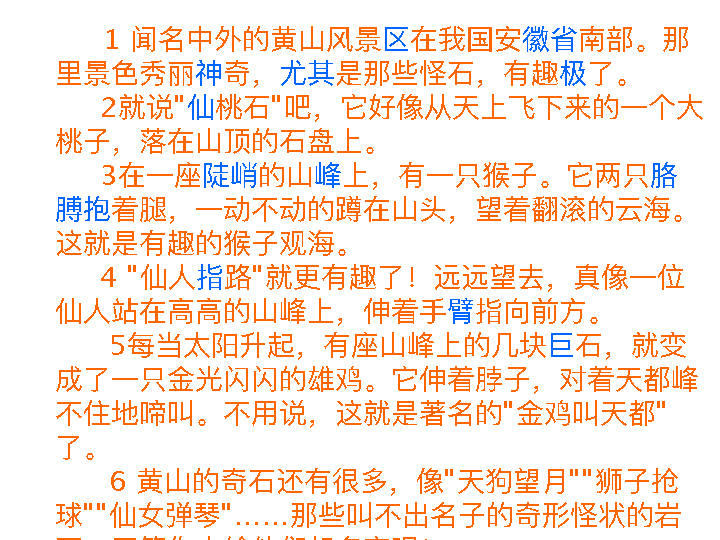 1 闻名中外的黄山风景区在我国安徽省南部。那
里景色秀丽神奇，尤其是那些怪石，有趣极了。
2就说"仙桃石"吧，它好像从天上飞下来的一个大
桃子，落在山顶的石盘上。
3在一座陡峭的山峰上，有一只猴子。它两只胳
膊抱着腿，一动不动的蹲在山头，望着翻滚的云海。
这就是有趣的猴子观海。
4 "仙人指路"就更有趣了！远远望去，真像一位
仙人站在高高的山峰上，伸着手臂指向前方。
5每当太阳升起，有座山峰上的几块巨石，就变
成了一只金光闪闪的雄鸡。它伸着脖子，对着天都峰
不住地啼叫。不用说，这就是著名的"金鸡叫天都"
了。
6 黄山的奇石还有很多，像"天狗望月""狮子抢
球""仙女弹琴"……那些叫不出名子的奇形怪状的岩